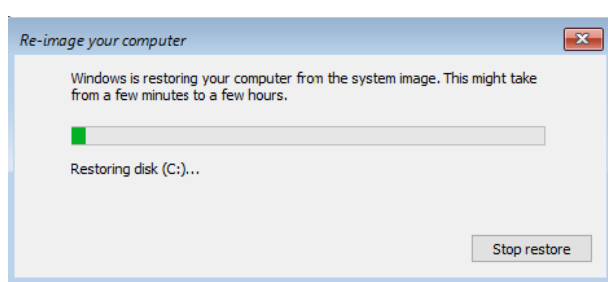 Re-image your computer
Windows is restoring your computer from the system image. This might take
from a few minutes to a few hours.
Restoring disk (C:)...
Stop restore